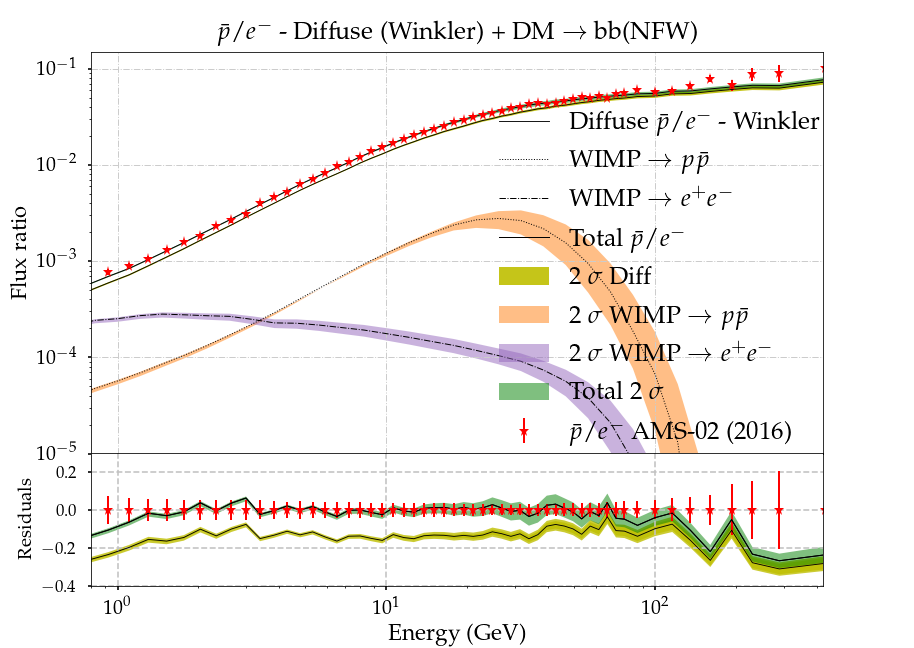 p̄/e⁻ - Diffuse (Winkler) + DM → bb(NFW)
Flux ratio
10⁻¹
10⁻²
10⁻³
10⁻⁴
10⁻⁵
Diffuse p̄/e⁻ - Winkler
WIMP → pp̄
WIMP → e⁺e⁻
Total p̄/e⁻
2 σ Diff
2 σ WIMP → pp̄
2 σ WIMP → e⁺e⁻
Total 2 σ
p̄/e⁻ AMS-02 (2016)
Residuals
0.2
0.0
−0.2
−0.4
10⁰ 10¹ 10²
Energy (GeV)